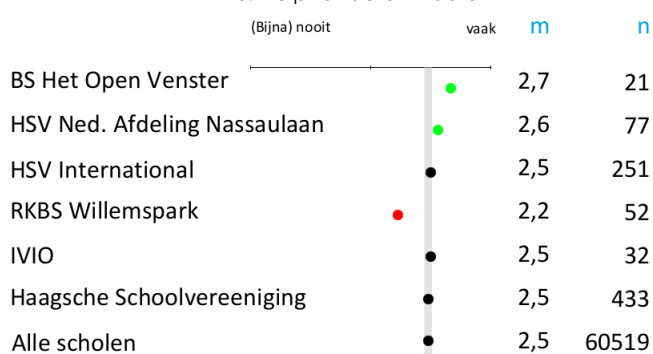 (Bijna) nooit vaak m n
BS Het Open Venster 2,7 21
HSV Ned. Afdeling Nassaulaan 2,6 77
HSV International 2,5 251
RKBS Willemspark 2,2 52
IVIO 2,5 32
Haagsche Schoolvereeniging 2,5 433
Alle scholen 2,5 60519